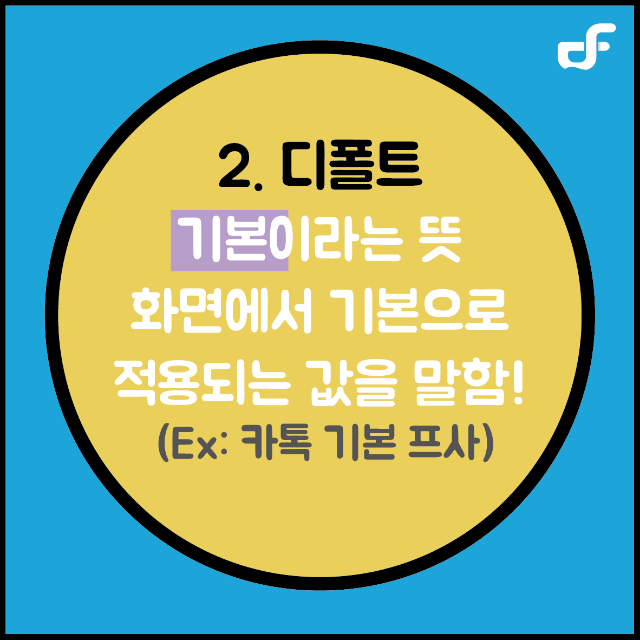 2. 디폴트
기본이라는 뜻
화면에서 기본으로
적용되는 값을 말함!
(Ex: 카톡 기본 프사)